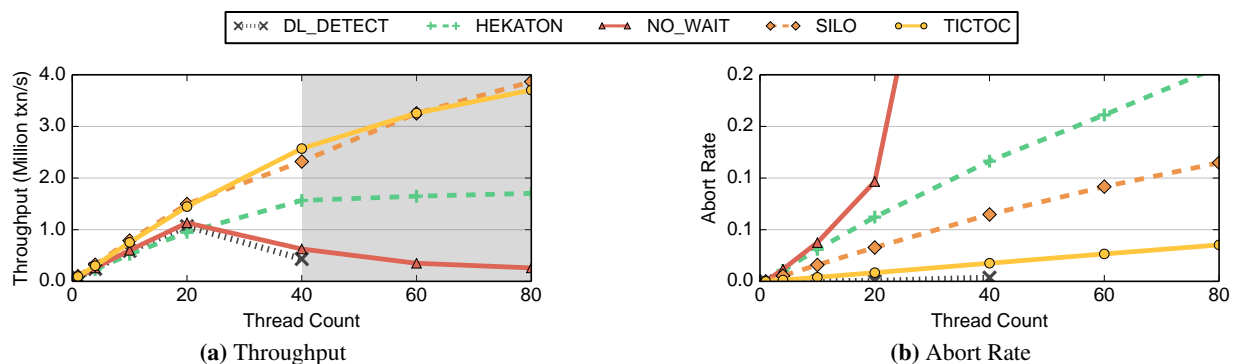 DL_DETECT HEKATON NO_WAIT SILO TICTOC
4.0
3.0
2.0
1.0
0.0
Throughput (Million txn/s)
0 20 40 60 80
Thread Count
(a) Throughput
0.2
0.2
0.1
0.1
0.0
Abort Rate
0 20 40 60 80
Thread Count
(b) Abort Rate